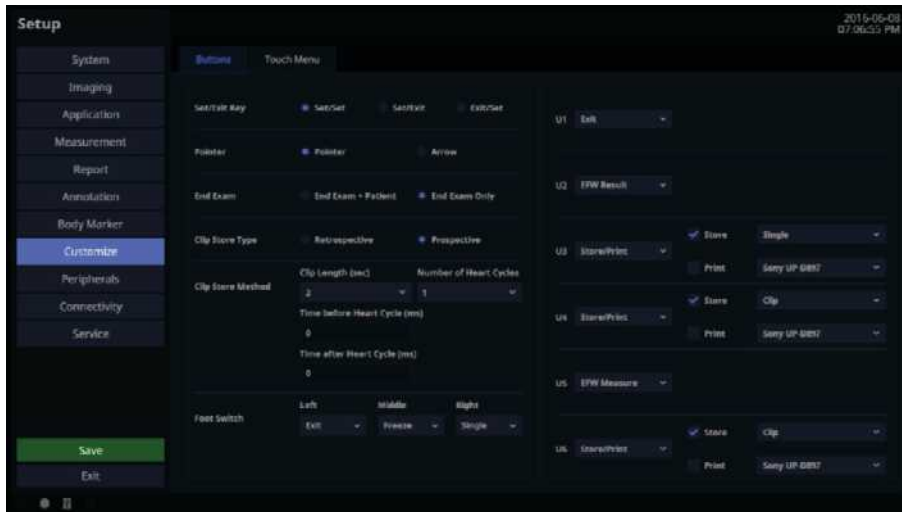 Setup
2016-06-08
07:06:55 PM
System
Imaging
Application
Measurement
Report
Annotation
Body Marker
Customize
Peripherals
Connectivity
Service
Save
Exit
Buttons Touch Menu
Set/Exit Key Set/Set Set/Exit Exit/Set
Pointer Pointer Arrow
End Exam End Exam + Patient End Exam Only
Clip Store Type Retrospective Prospective
Clip Store Method
Clip Length (sec) Number of Heart Cycles
2 1
Time before Heart Cycle (ms)
0
Time after Heart Cycle (ms)
0
Foot Switch
Left Middle Right
Exit Freeze Single
U1 Exit
U2 EFW Result
U3 Store/Print
Store Single
Print Sony UP-D897
U4 Store/Print
Store Clip
Print Sony UP-D897
U5 EFW Measure
U6 Store/Print
Store Clip
Print Sony UP-D897